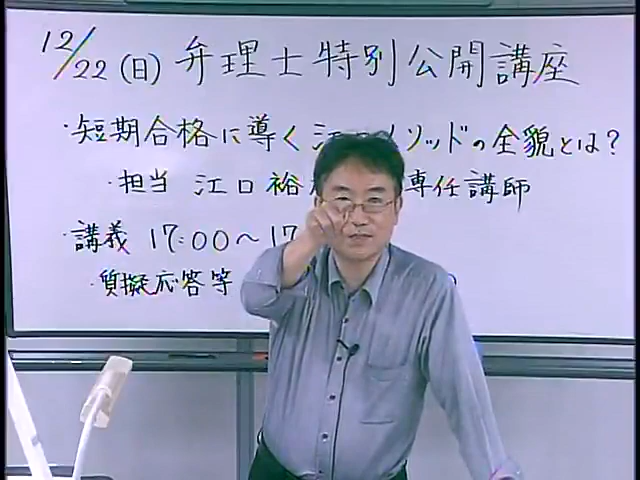 12/22(日) 弁理士特別公開講座
・短期合格に導く江 ソッドの全貌とは?
・担当 江口裕 専任講師
・講義 17:00～17
・質擬応答等